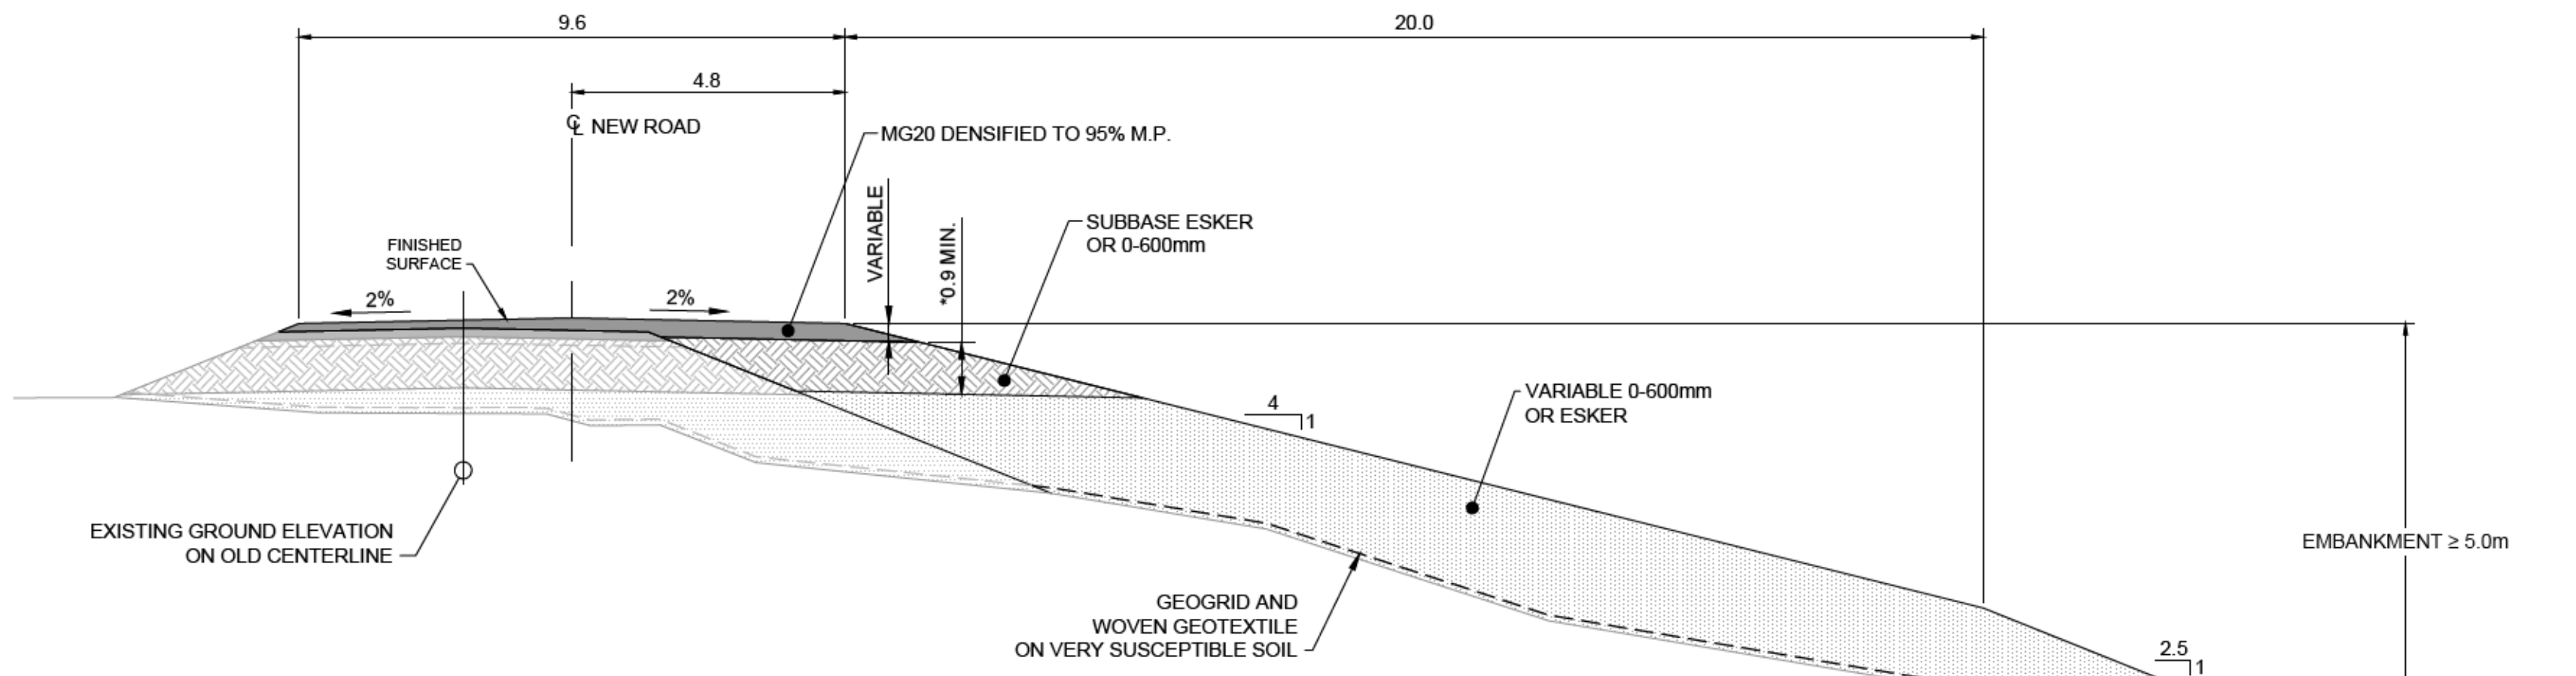 9.6
20.0
4.8
℄ NEW ROAD
MG20 DENSIFIED TO 95% M.P.
VARIABLE
*0.9 MIN.
SUBBASE ESKER
OR 0-600mm
FINISHED
SURFACE
2%
2%
4
1
VARIABLE 0-600mm
OR ESKER
EXISTING GROUND ELEVATION
ON OLD CENTERLINE
EMBANKMENT ≥ 5.0m
GEOGRID AND
WOVEN GEOTEXTILE
ON VERY SUSCEPTIBLE SOIL
2.5
1